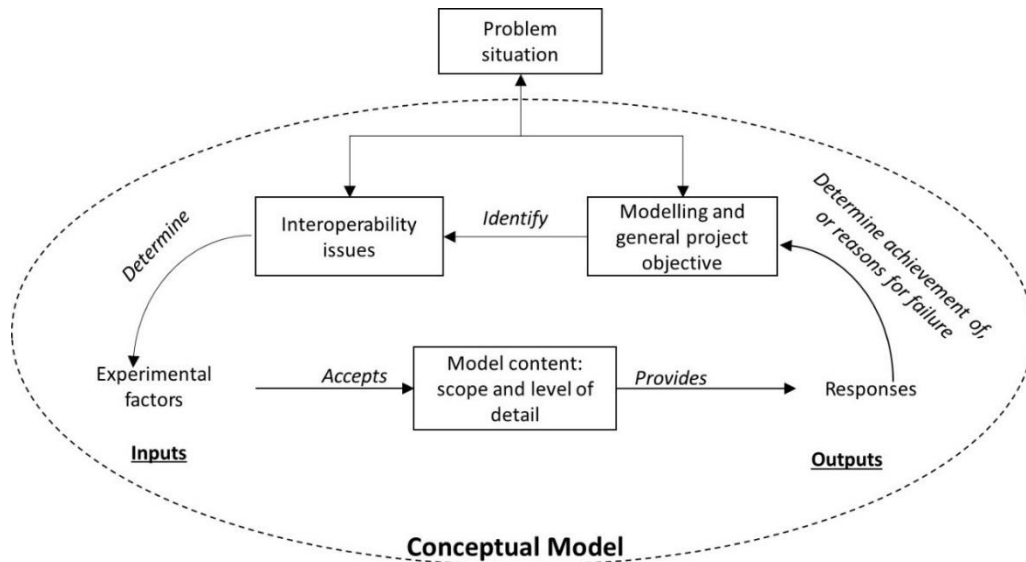 Problem
situation
Interoperability
issues
Identify
Modelling and
general project
objective
Determine
Determine achievement of,
or reasons for failure
Experimental
factors
Accepts
Model content:
scope and level of
detail
Provides
Responses
Inputs
Outputs
Conceptual Model